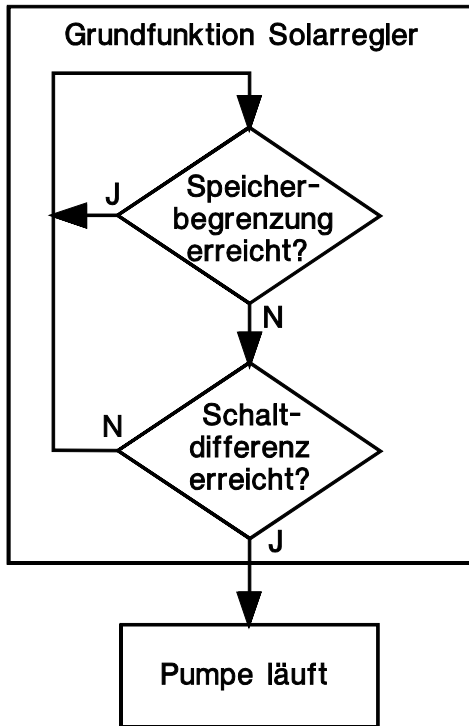 Grundfunktion Solarregler
J
Speicher-
begrenzung
erreicht?
N
N
Schalt-
differenz
erreicht?
J
Pumpe läuft